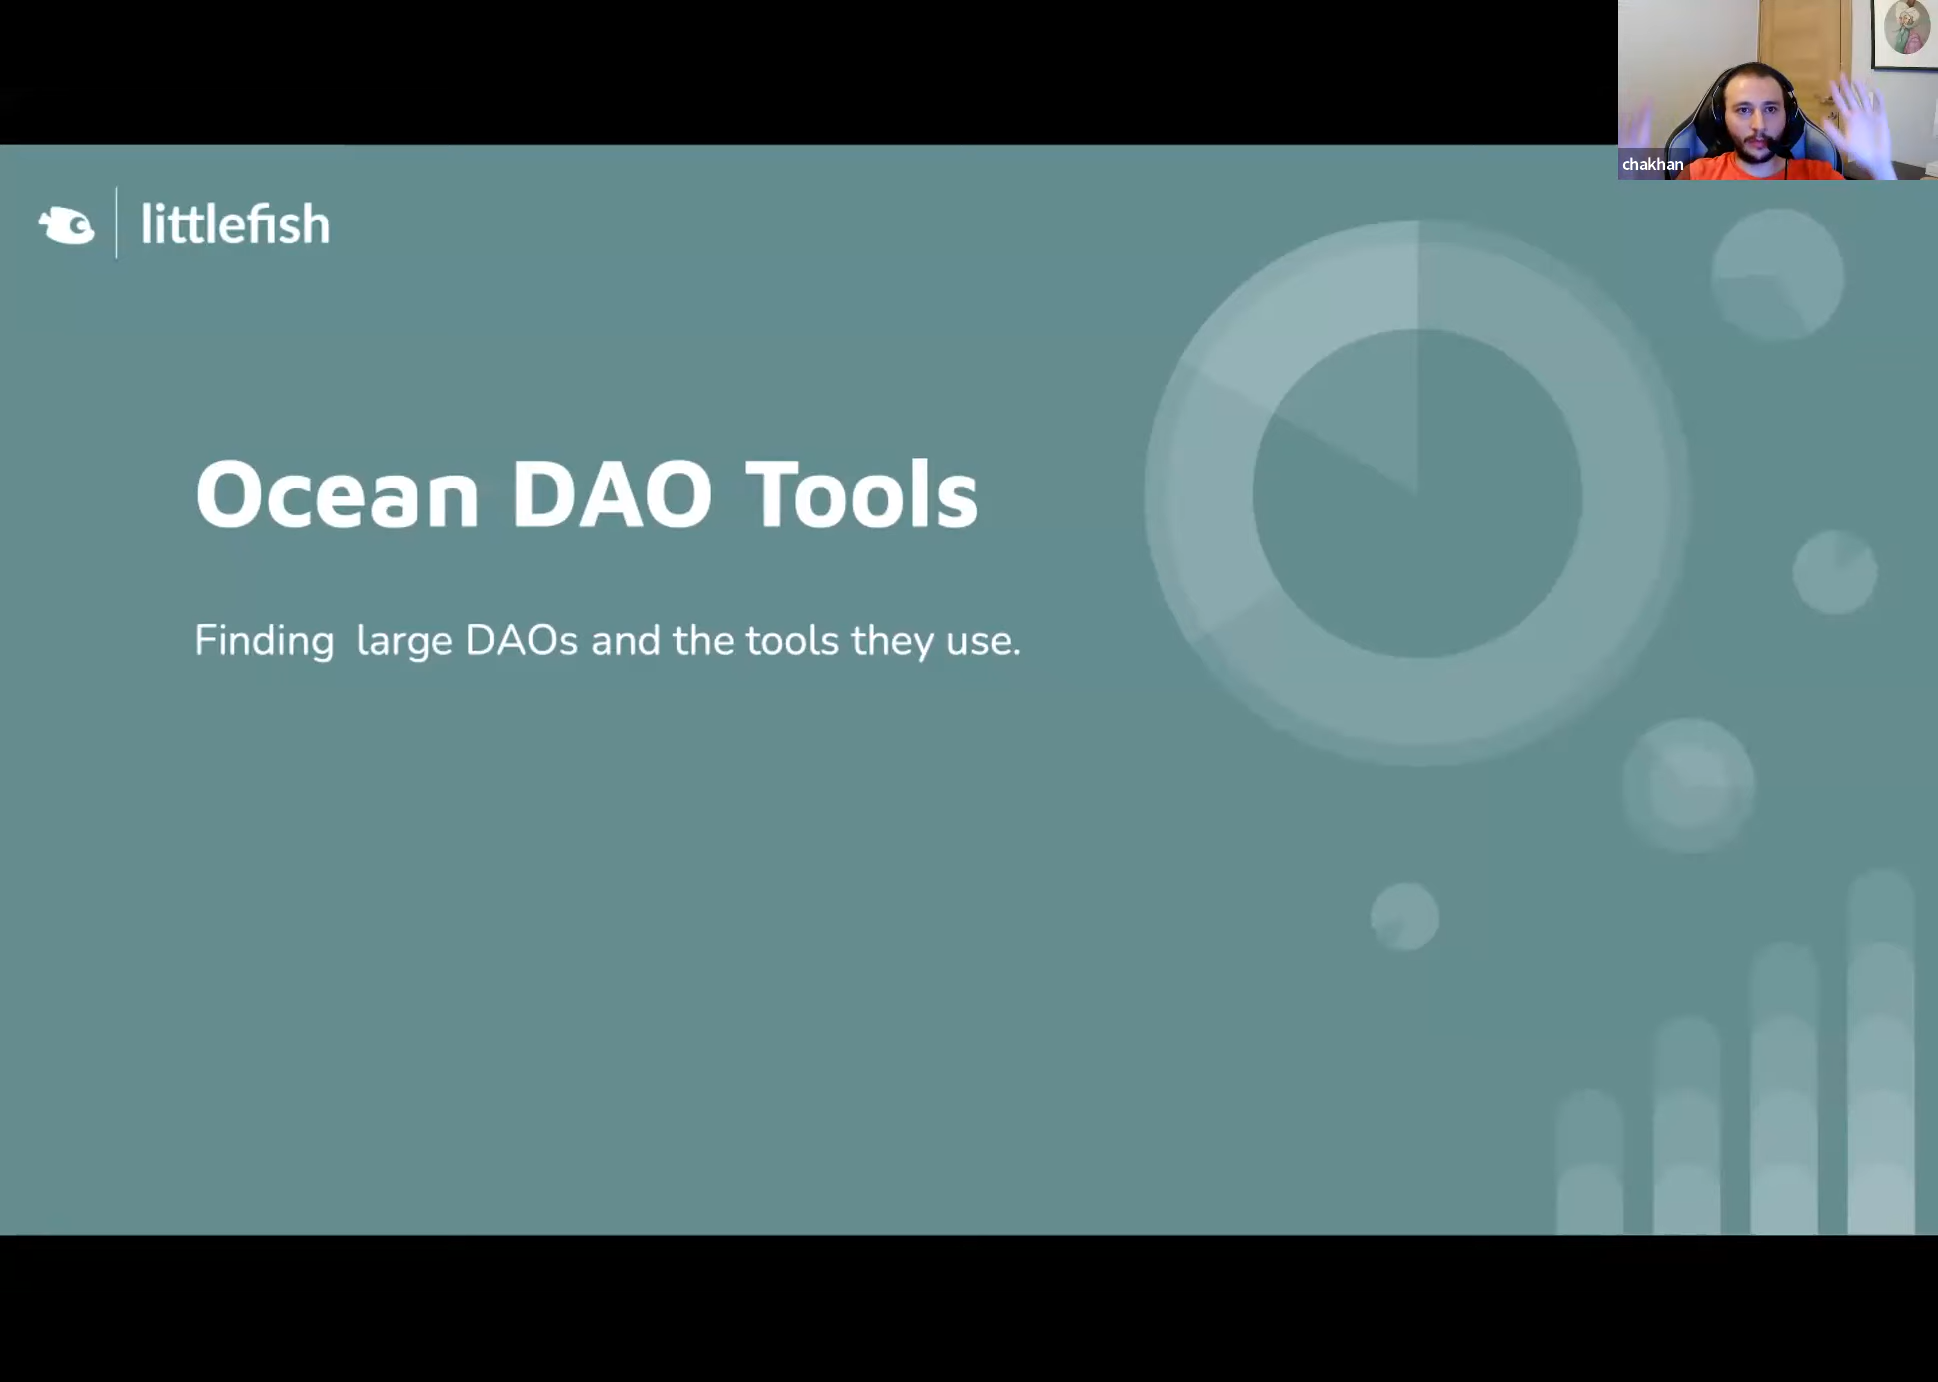 chakhan
littlefish
Ocean DAO Tools
Finding  large DAOs and the tools they use.